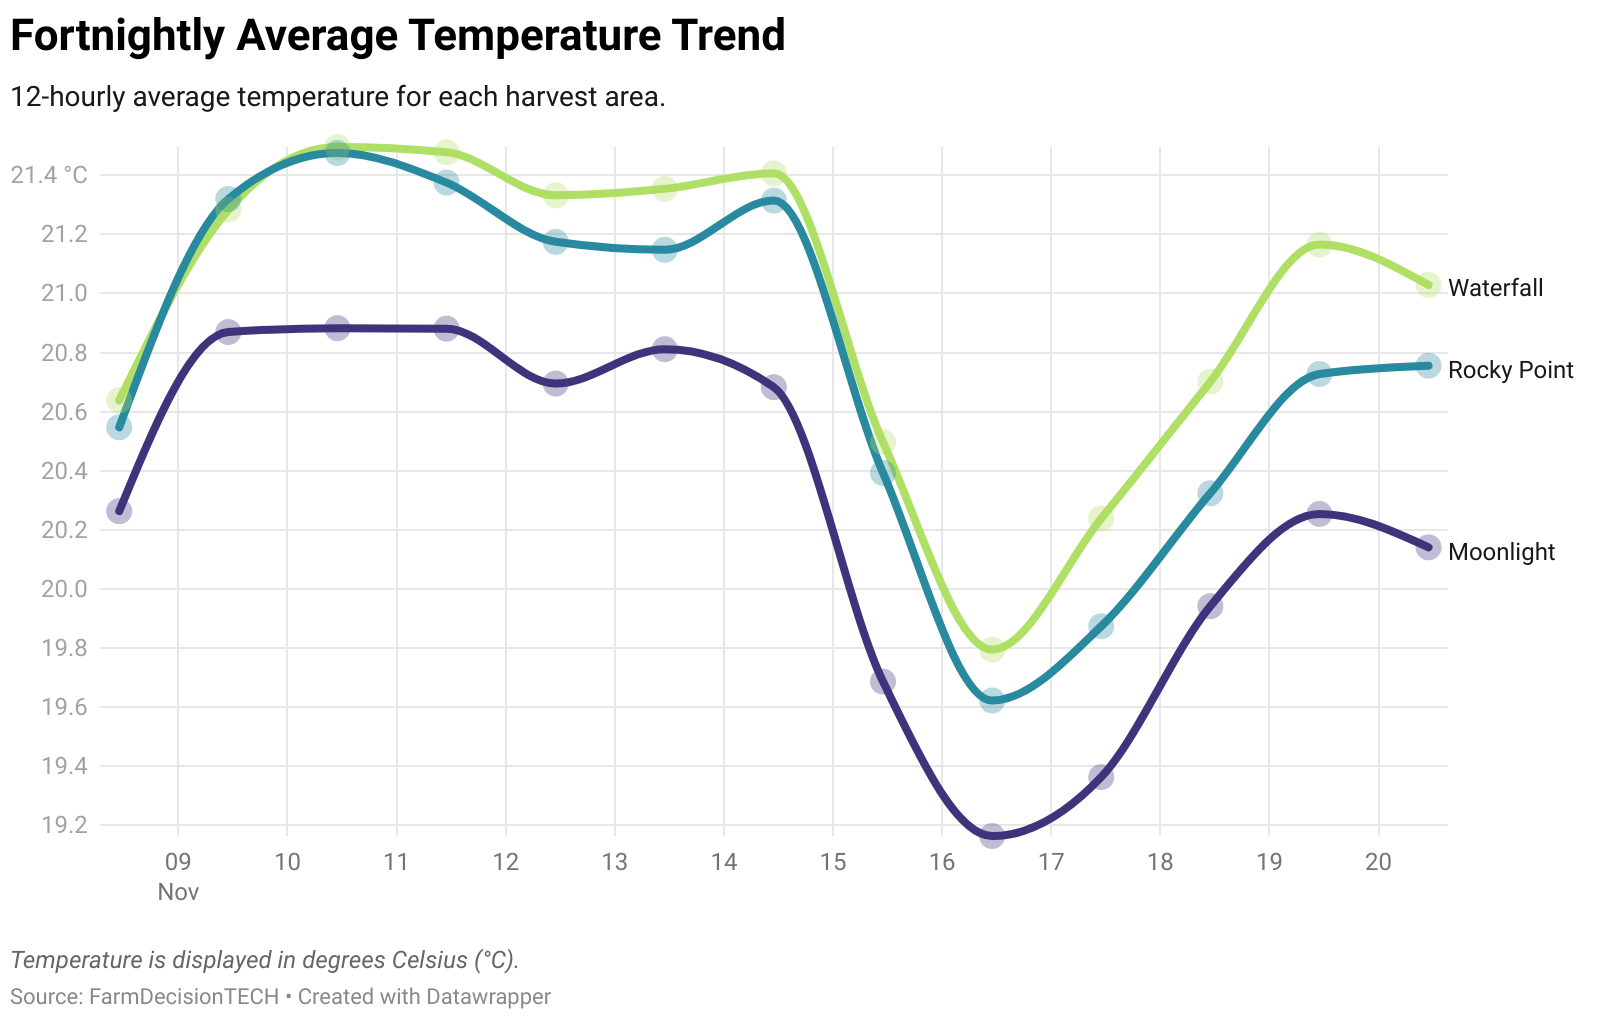 Fortnightly Average Temperature Trend
12-hourly average temperature for each harvest area.
21.4 °C
21.2
21.0
20.8
20.6
20.4
20.2
20.0
19.8
19.6
19.4
19.2
Waterfall
Rocky Point
Moonlight
09 10 11 12 13 14 15 16 17 18 19 20
Nov
Temperature is displayed in degrees Celsius (°C).
Source: FarmDecisionTECH • Created with Datawrapper